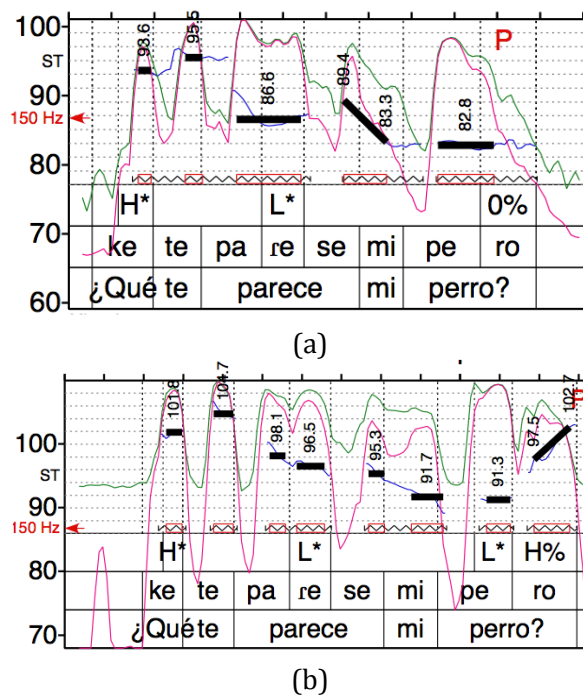 93.6 95.5 86.6 89.4 83.3 82.8 P
100
ST
90
150 Hz
80
H* L* 0%
70
ke te pa ɾe se mi pe ro
60
¿Qué te parece mi perro?
(a)
101.8 104.7 98.1 96.5 95.3 91.7 91.3 97.5 102.7
100
ST
90
150 Hz
H* L* L* H%
80
ke te pa ɾe se mi pe ro
70
¿Qué te parece mi perro?
(b)